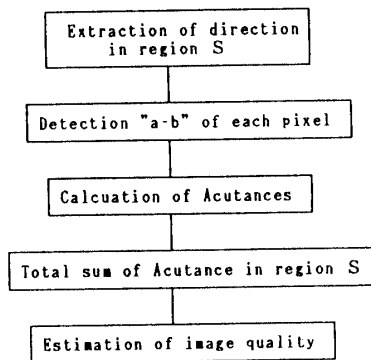 Extraction of direction
in region S
Detection "a-b" of each pixel
Calcuation of Acutances
Total sum of Acutance in region S
Estimation of image quality